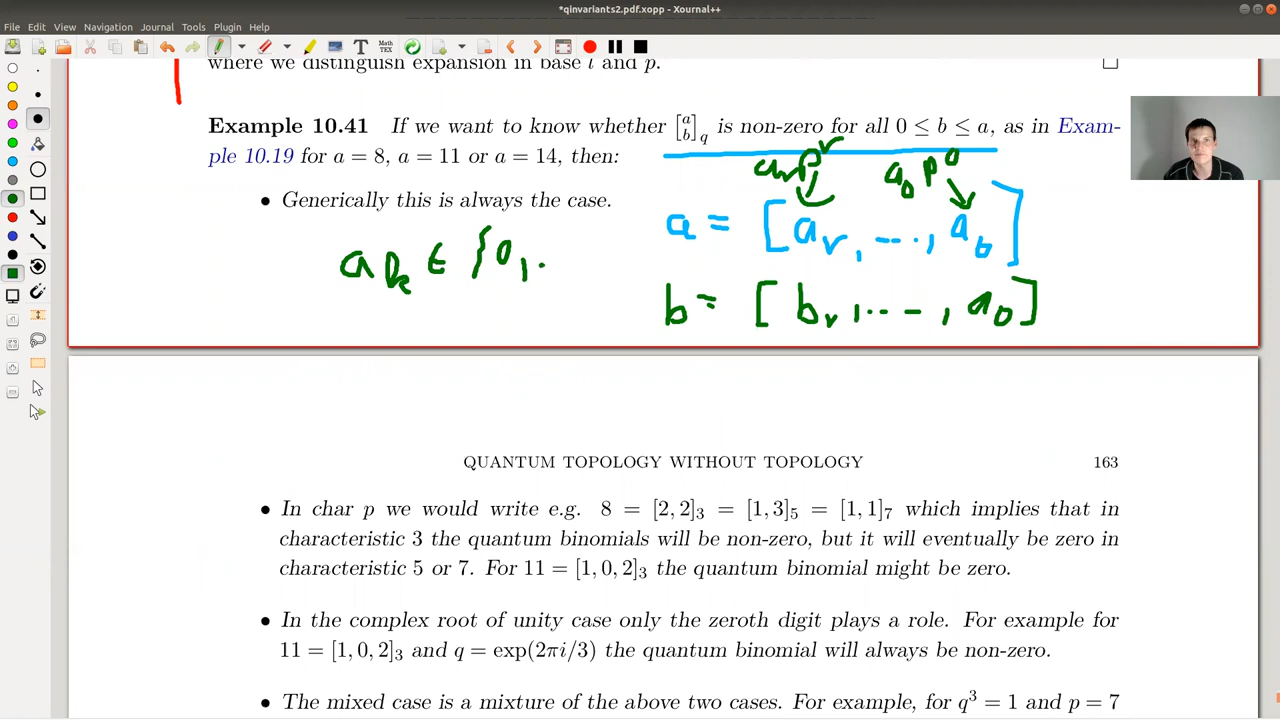 *qinvariants2.pdf.xopp - Xournal++
File Edit View Navigation Journal Tools Plugin Help
where we distinguish expansion in base l and p.
Example 10.41 If we want to know whether [a b]_q is non-zero for all 0 ≤ b ≤ a, as in Exam-
ple 10.19 for a = 8, a = 11 or a = 14, then:
a_r p^r a_0 p^0
• Generically this is always the case.
a = [a_r, ..., a_0]
a_k ∈ {0, .
b = [b_r, ..., a_0]
QUANTUM TOPOLOGY WITHOUT TOPOLOGY 163
• In char p we would write e.g. 8 = [2, 2]₃ = [1, 3]₅ = [1, 1]₇ which implies that in
characteristic 3 the quantum binomials will be non-zero, but it will eventually be zero in
characteristic 5 or 7. For 11 = [1, 0, 2]₃ the quantum binomial might be zero.
• In the complex root of unity case only the zeroth digit plays a role. For example for
11 = [1, 0, 2]₃ and q = exp(2πi/3) the quantum binomial will always be non-zero.
• The mixed case is a mixture of the above two cases. For example, for q³ = 1 and p = 7